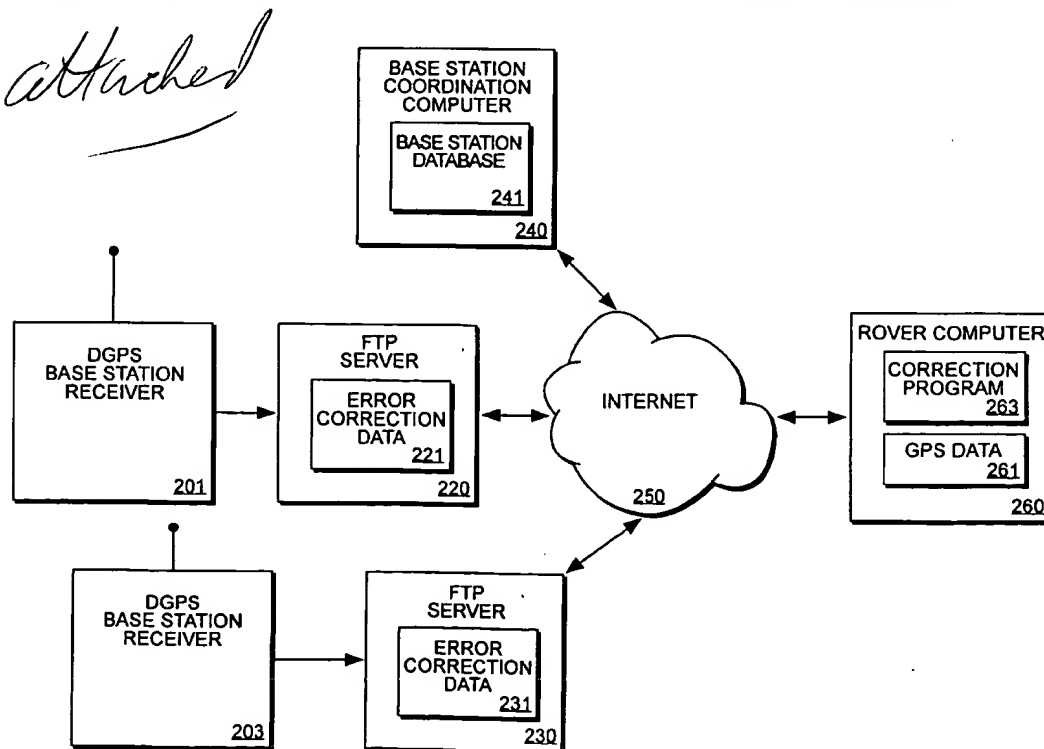 attached
BASE STATION
COORDINATION
COMPUTER
BASE STATION
DATABASE
241
240
DGPS
BASE STATION
RECEIVER
201
FTP
SERVER
ERROR
CORRECTION
DATA
221
220
INTERNET
250
ROVER COMPUTER
CORRECTION
PROGRAM
263
GPS DATA
261
260
DGPS
BASE STATION
RECEIVER
203
FTP
SERVER
ERROR
CORRECTION
DATA
231
230